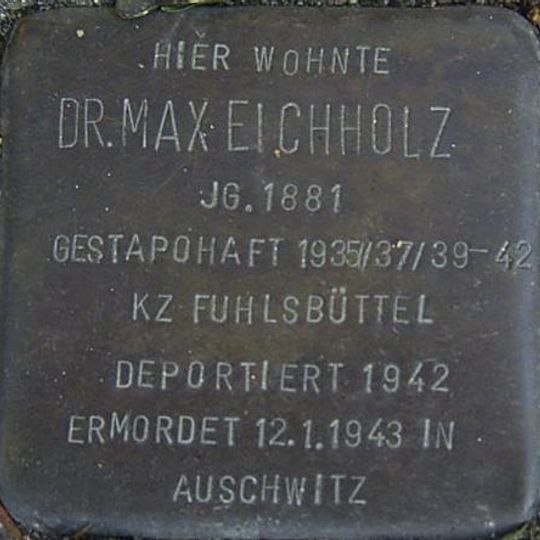 HIER WOHNTE
DR. MAX EICHHOLZ
JG. 1881
GESTAPOHAFT 1935/37/39-42
KZ FUHLSBÜTTEL
DEPORTIERT 1942
ERMORDET 12.1.1943 IN
AUSCHWITZ